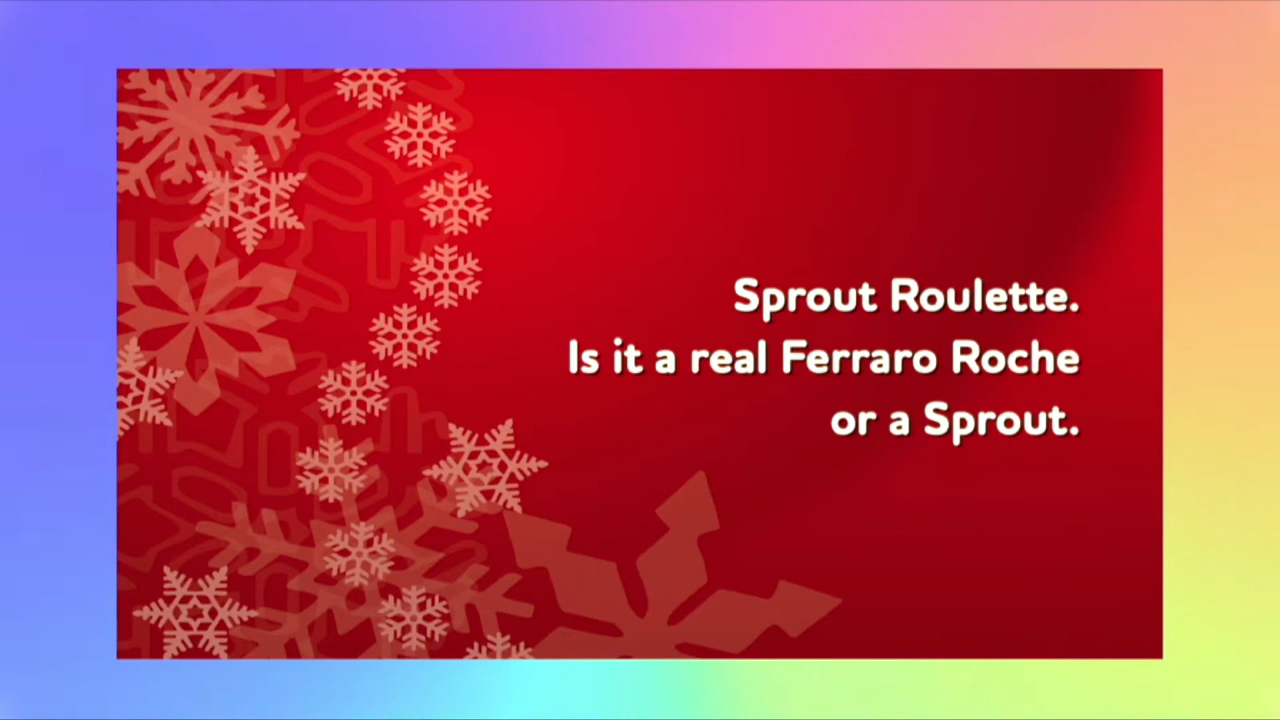 Sprout Roulette.
Is it a real Ferraro Roche
or a Sprout.